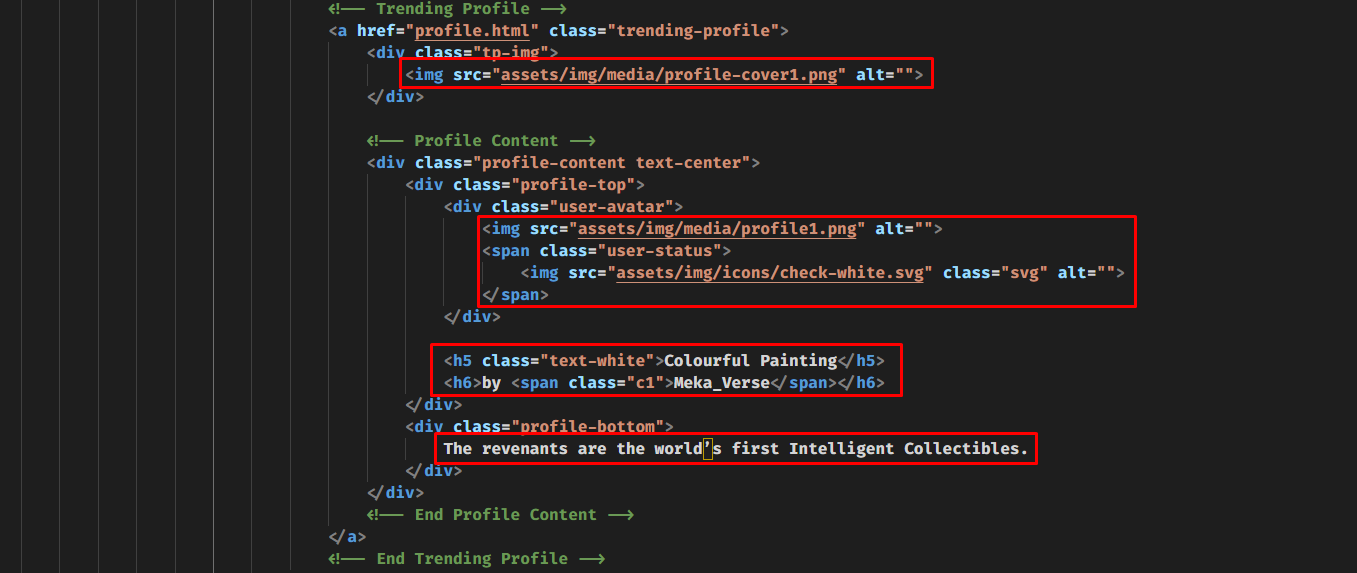 <!-- Trending Profile -->
<a href="profile.html" class="trending-profile">
<div class="tp-img">
<img src="assets/img/media/profile-cover1.png" alt="">
</div>
<!-- Profile Content -->
<div class="profile-content text-center">
<div class="profile-top">
<div class="user-avatar">
<img src="assets/img/media/profile1.png" alt="">
<span class="user-status">
<img src="assets/img/icons/check-white.svg" class="svg" alt="">
</span>
</div>
<h5 class="text-white">Colourful Painting</h5>
<h6>by <span class="c1">Meka_Verse</span></h6>
</div>
<div class="profile-bottom">
The revenants are the world’s first Intelligent Collectibles.
</div>
</div>
<!-- End Profile Content -->
</a>
<!-- End Trending Profile -->